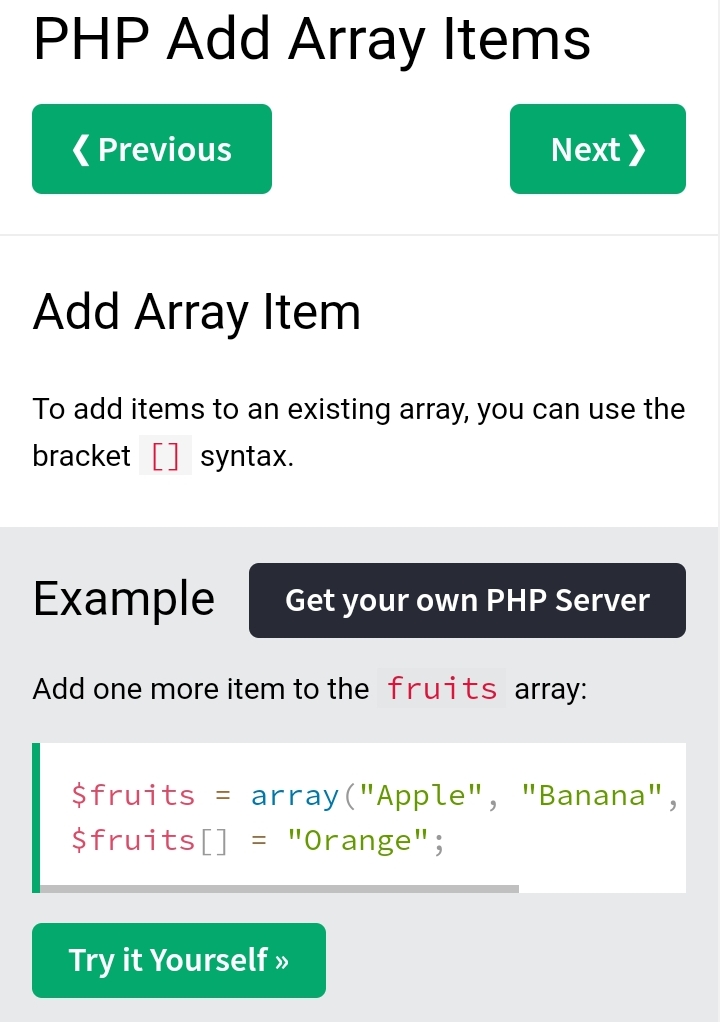 PHP Add Array Items
❮ Previous
Next ❯
Add Array Item
To add items to an existing array, you can use the
bracket [] syntax.
Example
Get your own PHP Server
Add one more item to the fruits array:
$fruits = array("Apple", "Banana",
$fruits[] = "Orange";
Try it Yourself »